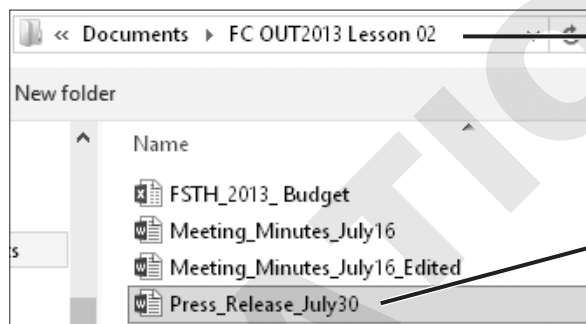 « Documents ▸ FC OUT2013 Lesson 02
New folder
Name
FSTH_2013_ Budget
Meeting_Minutes_July16
Meeting_Minutes_July16_Edited
Press_Release_July30